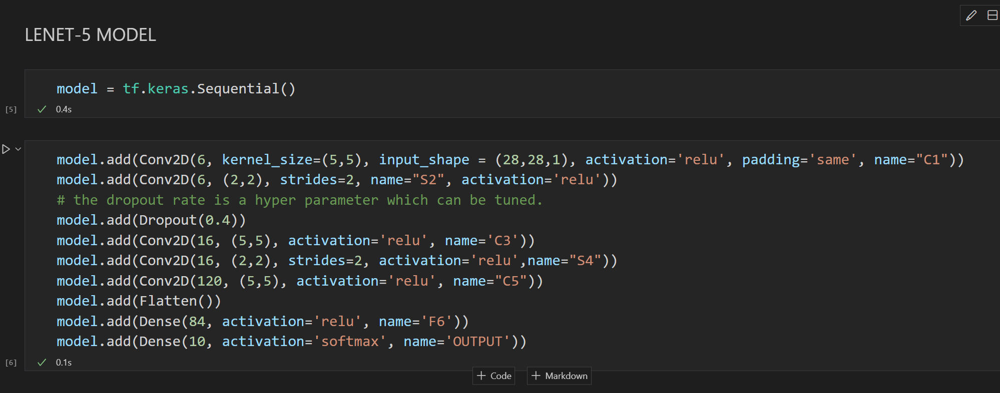 LENET-5 MODEL
model = tf.keras.Sequential()
[5]
0.4s
model.add(Conv2D(6, kernel_size=(5,5), input_shape = (28,28,1), activation='relu', padding='same', name="C1"))
model.add(Conv2D(6, (2,2), strides=2, name="S2", activation='relu'))
# the dropout rate is a hyper parameter which can be tuned.
model.add(Dropout(0.4))
model.add(Conv2D(16, (5,5), activation='relu', name='C3'))
model.add(Conv2D(16, (2,2), strides=2, activation='relu',name="S4"))
model.add(Conv2D(120, (5,5), activation='relu', name="C5"))
model.add(Flatten())
model.add(Dense(84, activation='relu', name='F6'))
model.add(Dense(10, activation='softmax', name='OUTPUT'))
[6]
0.1s
+ Code
+ Markdown